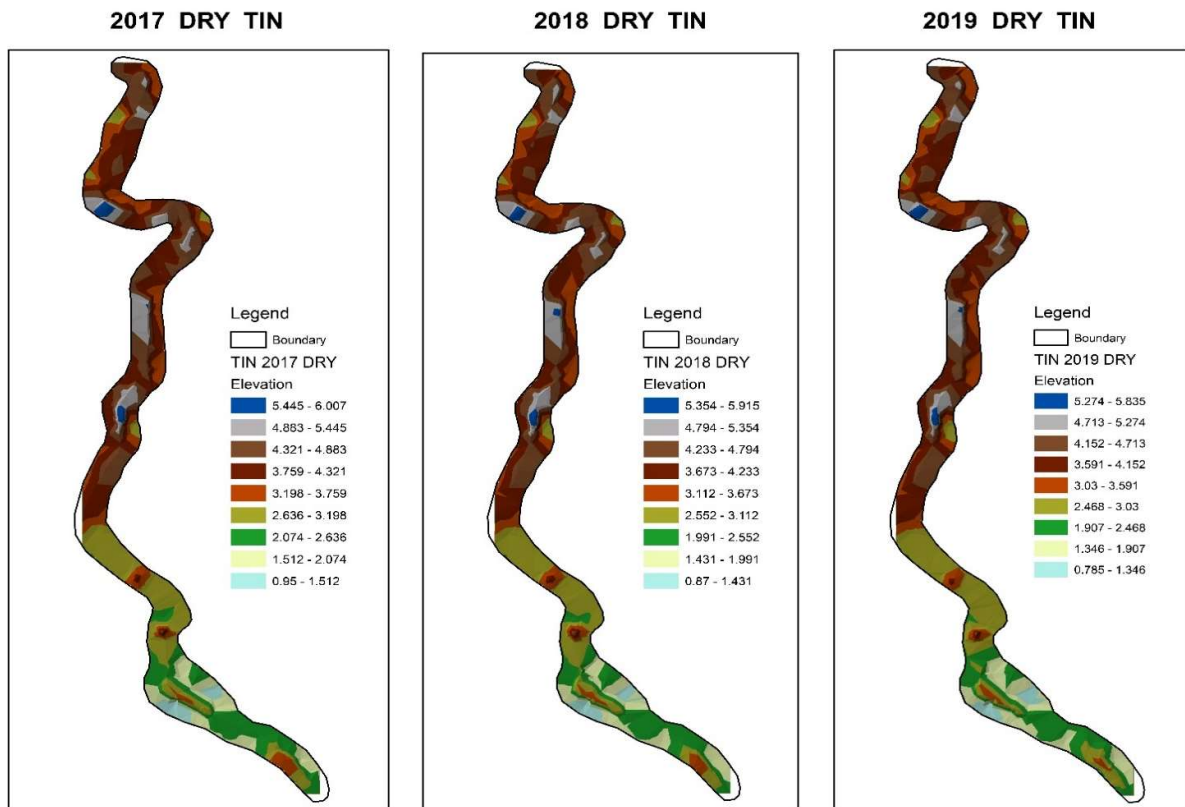 2017 DRY TIN
2018 DRY TIN
2019 DRY TIN
Legend
Boundary
TIN 2017 DRY
Elevation
5.445 - 6.007
4.883 - 5.445
4.321 - 4.883
3.759 - 4.321
3.198 - 3.759
2.636 - 3.198
2.074 - 2.636
1.512 - 2.074
0.95 - 1.512
Legend
Boundary
TIN 2018 DRY
Elevation
5.354 - 5.915
4.794 - 5.354
4.233 - 4.794
3.673 - 4.233
3.112 - 3.673
2.552 - 3.112
1.991 - 2.552
1.431 - 1.991
0.87 - 1.431
Legend
Boundary
TIN 2019 DRY
Elevation
5.274 - 5.835
4.713 - 5.274
4.152 - 4.713
3.591 - 4.152
3.03 - 3.591
2.468 - 3.03
1.907 - 2.468
1.346 - 1.907
0.785 - 1.346